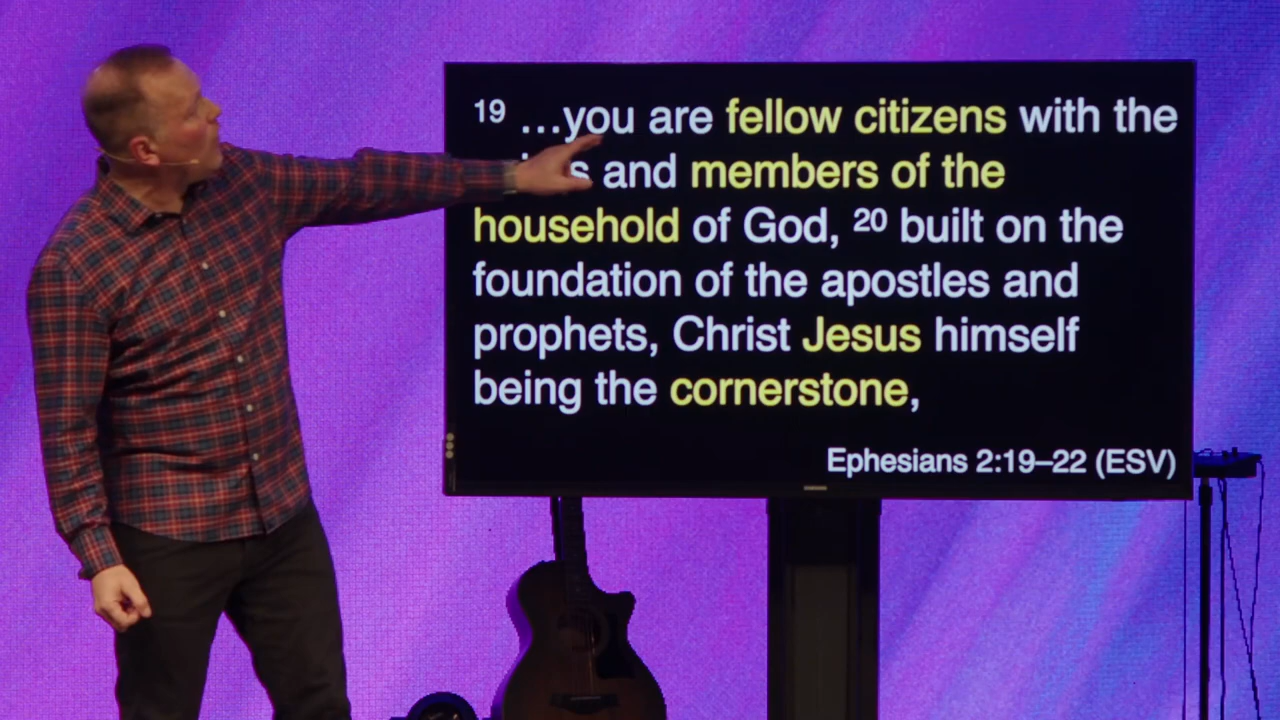 19 …you are fellow citizens with the
and members of the
household of God, 20 built on the
foundation of the apostles and
prophets, Christ Jesus himself
being the cornerstone,
Ephesians 2:19–22 (ESV)